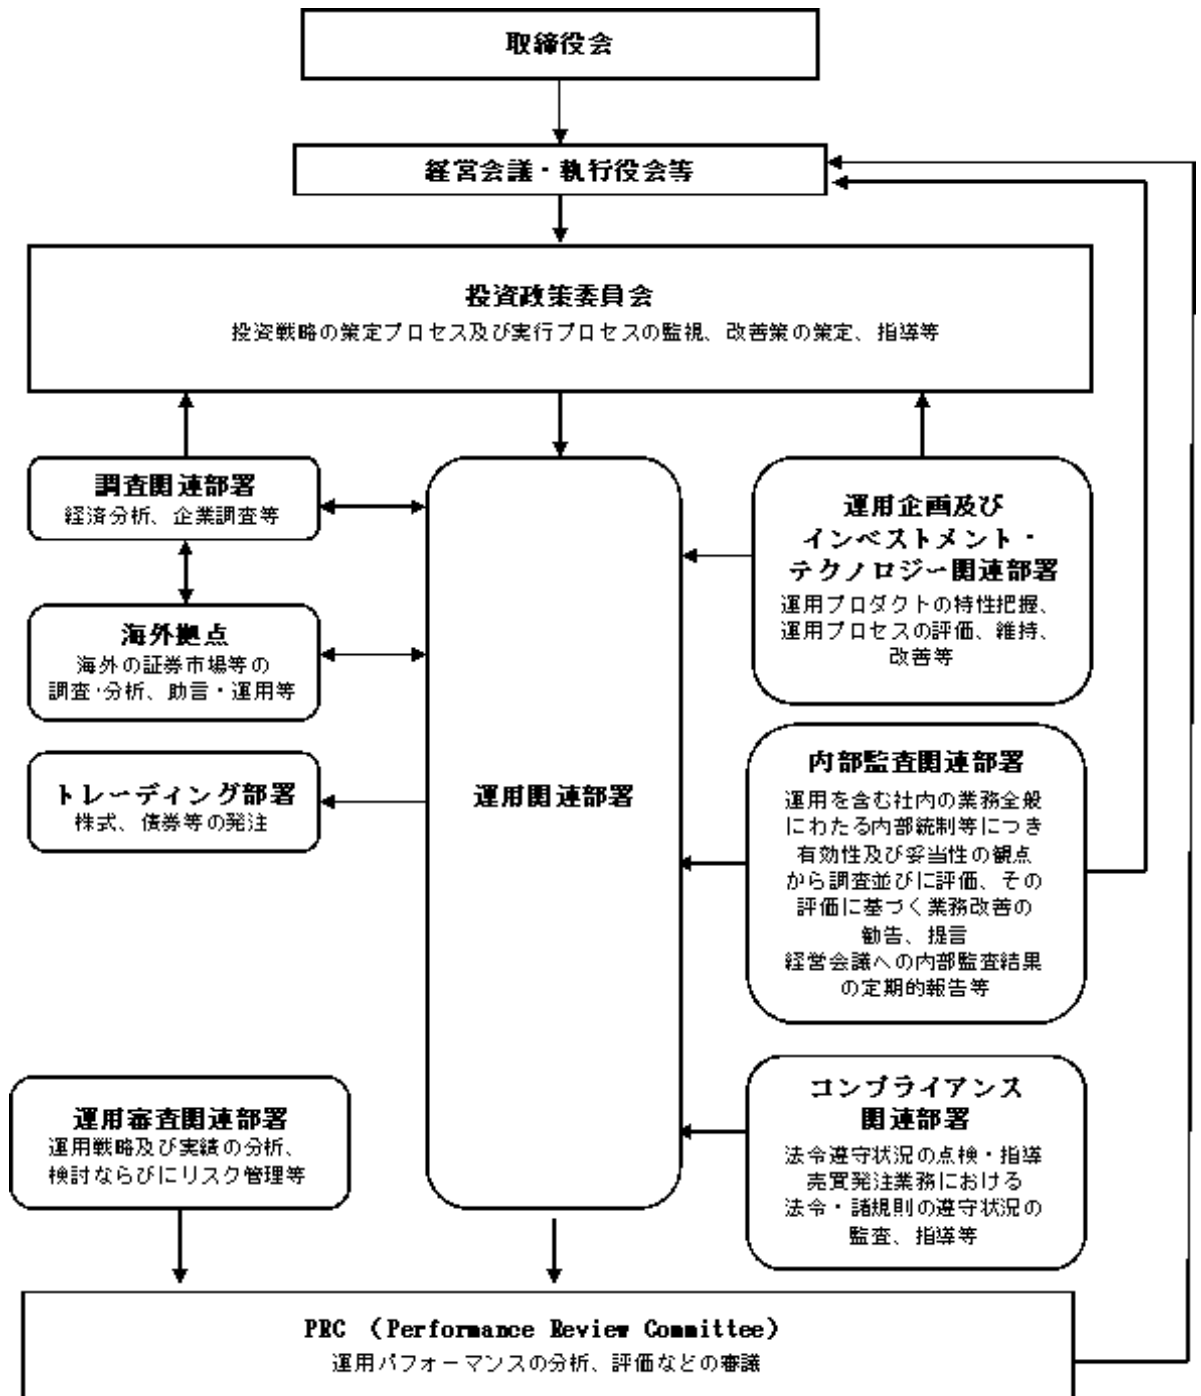 取締役会
経営会議・執行役会等
投資政策委員会
投資戦略の策定プロセス及び実行プロセスの監視、改善策の策定、指導等
調査関連部署
経済分析、企業調査等
海外拠点
海外の証券市場等の
調査・分析、助言・運用等
トレーディング部署
株式、債券等の発注
運用関連部署
運用企画及び
インベストメント・
テクノロジー関連部署
運用プロダクトの特性把握、
運用プロセスの評価、維持、
改善等
内部監査関連部署
運用を含む社内の業務全般
にわたる内部統制等につき
有効性及び妥当性の観点
から調査並びに評価、その
評価に基づく業務改善の
勧告、提言
経営会議への内部監査結果
の定期的報告等
コンプライアンス
関連部署
法令遵守状況の点検・指導
売買発注業務における
法令・諸規則の遵守状況の
監査、指導等
運用審査関連部署
運用戦略及び実績の分析、
検討ならびにリスク管理等
PRC （Performance Review Committee）
運用パフォーマンスの分析、評価などの審議